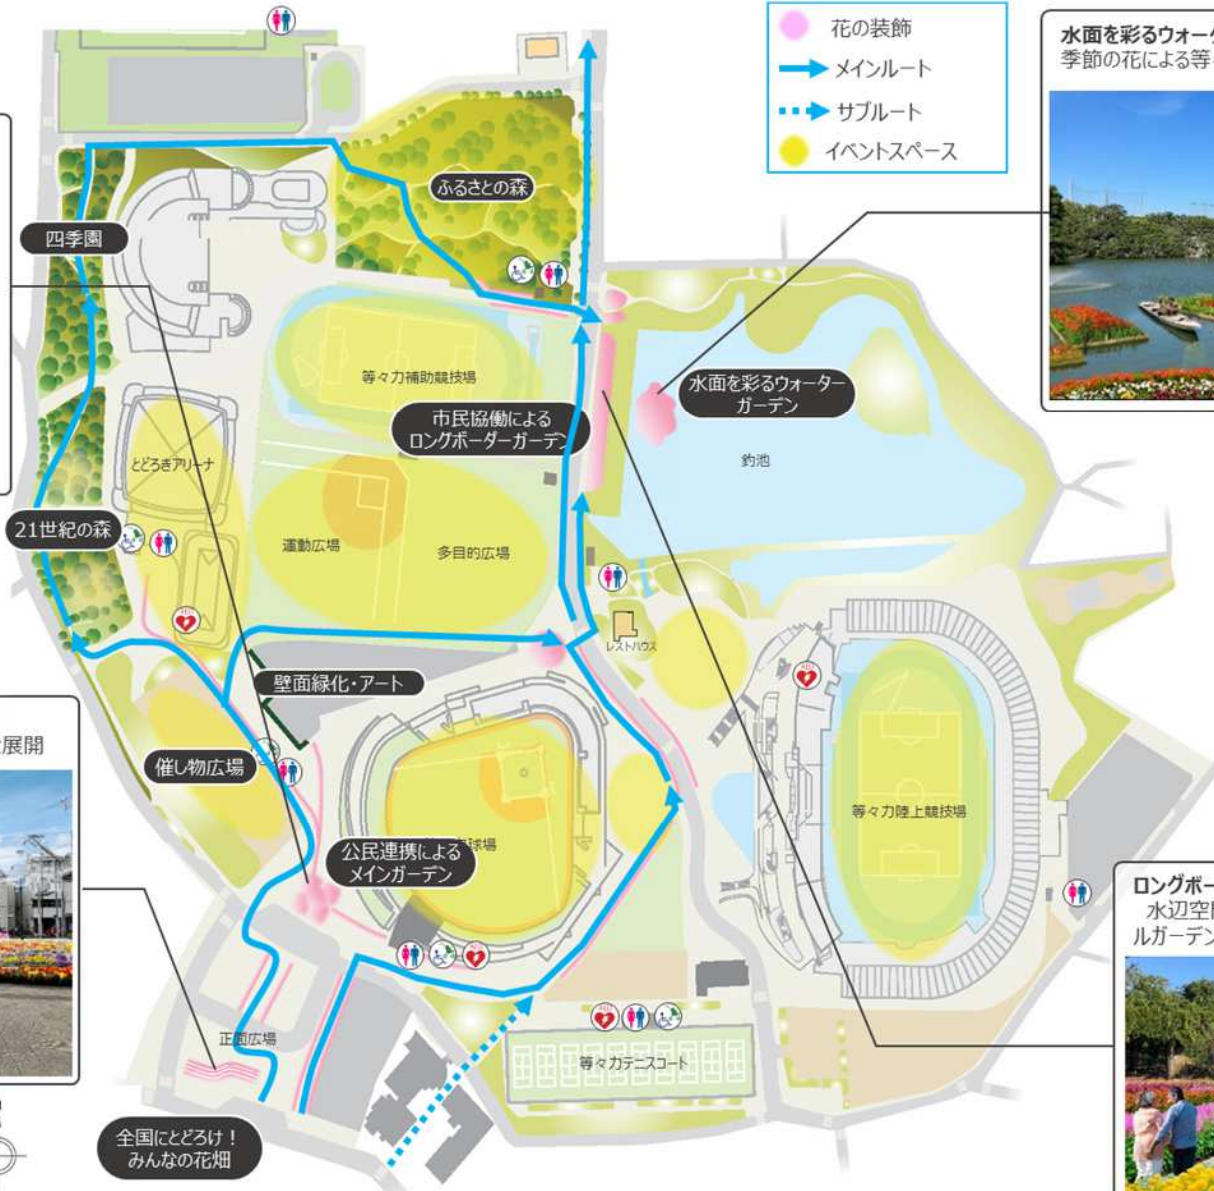 花の装飾
メインルート
サブルート
イベントスペース
水面を彩るウォータ
季節の花による等
ふるさとの森
四季園
等々力補助競技場
水面を彩るウォーター
ガーデン
市民協働による
ロングボーダーガーデン
釣池
とどろきアリーナ
21世紀の森
運動広場
多目的広場
レストハウス
壁面緑化・アート
展開
催し物広場
等々力陸上競技場
公民連携による
メインガーデン
球場
ロングボー
水辺空間
ルガーデン
正面広場
等々力テニスコート
全国にとどろけ！
みんなの花畑